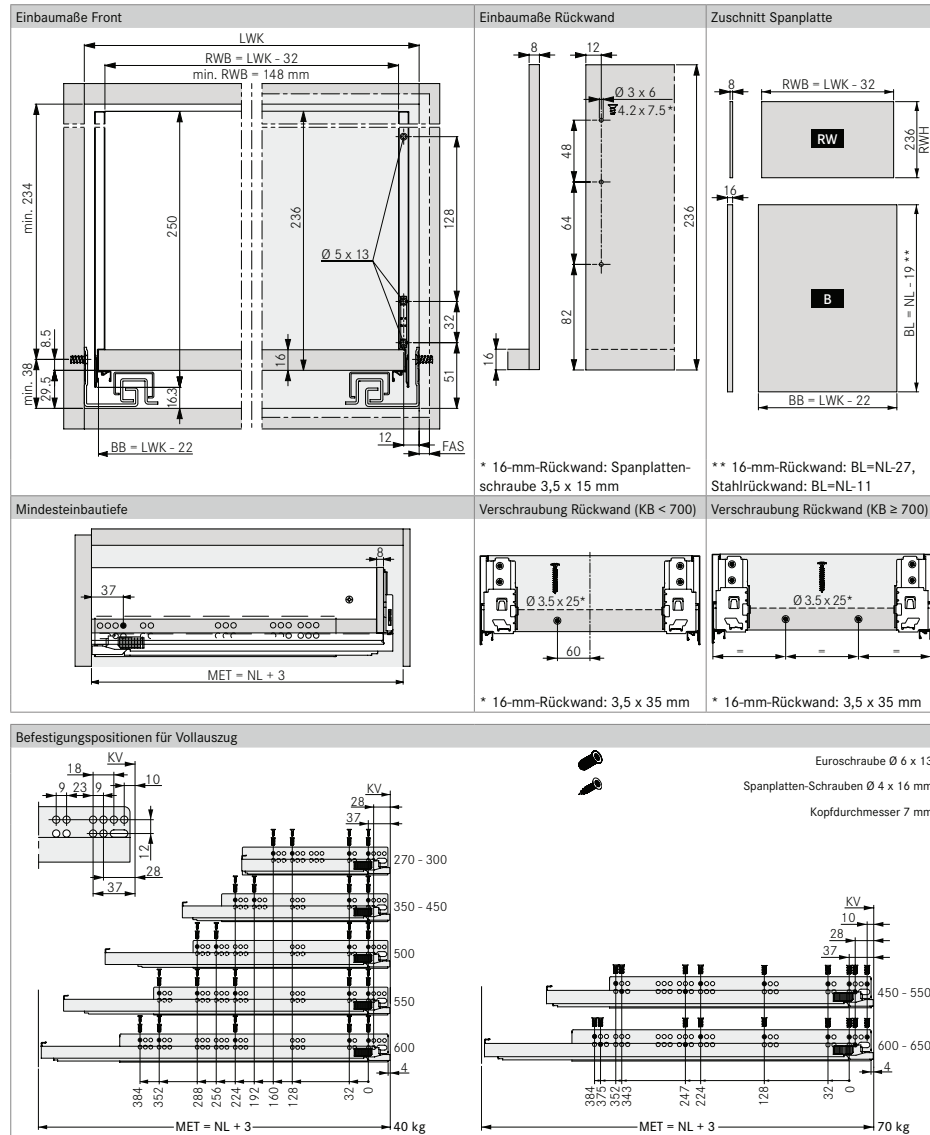 Einbaumaße Front
LWK
RWB = LWK - 32
min. RWB = 148 mm
min. 234
250
236
128
Ø 5 x 13
32
51
8.5
min. 38
29.5
16
16.3
12
FAS
BB = LWK - 22
Einbaumaße Rückwand
8
12
Ø 3 x 6
4.2 x 7.5 *
48
64
82
236
16
* 16-mm-Rückwand: Spanplatten-
schraube 3,5 x 15 mm
Zuschnitt Spanplatte
8
RWB = LWK - 32
RW
236
RWH
16
B
BL = NL - 19 **
BB = LWK - 22
** 16-mm-Rückwand: BL=NL-27,
Stahlrückwand: BL=NL-11
Mindesteinbautiefe
37
8
MET = NL + 3
Verschraubung Rückwand (KB < 700)
Ø 3.5 x 25*
60
* 16-mm-Rückwand: 3,5 x 35 mm
Verschraubung Rückwand (KB ≥ 700)
Ø 3.5 x 25*
= = =
* 16-mm-Rückwand: 3,5 x 35 mm
Befestigungspositionen für Vollauszug
KV
18
10
9 23 9
12
28
37
KV
28
37
270 - 300
350 - 450
500
550
600
4
384 352 288 256 224 192 160 128 32 0
MET = NL + 3
40 kg
Euroschraube Ø 6 x 13
Spanplatten-Schrauben Ø 4 x 16 mm
Kopfdurchmesser 7 mm
KV
10
28
37
450 - 550
600 - 650
4
384 375 352 343 247 224 128 32 0
MET = NL + 3
70 kg